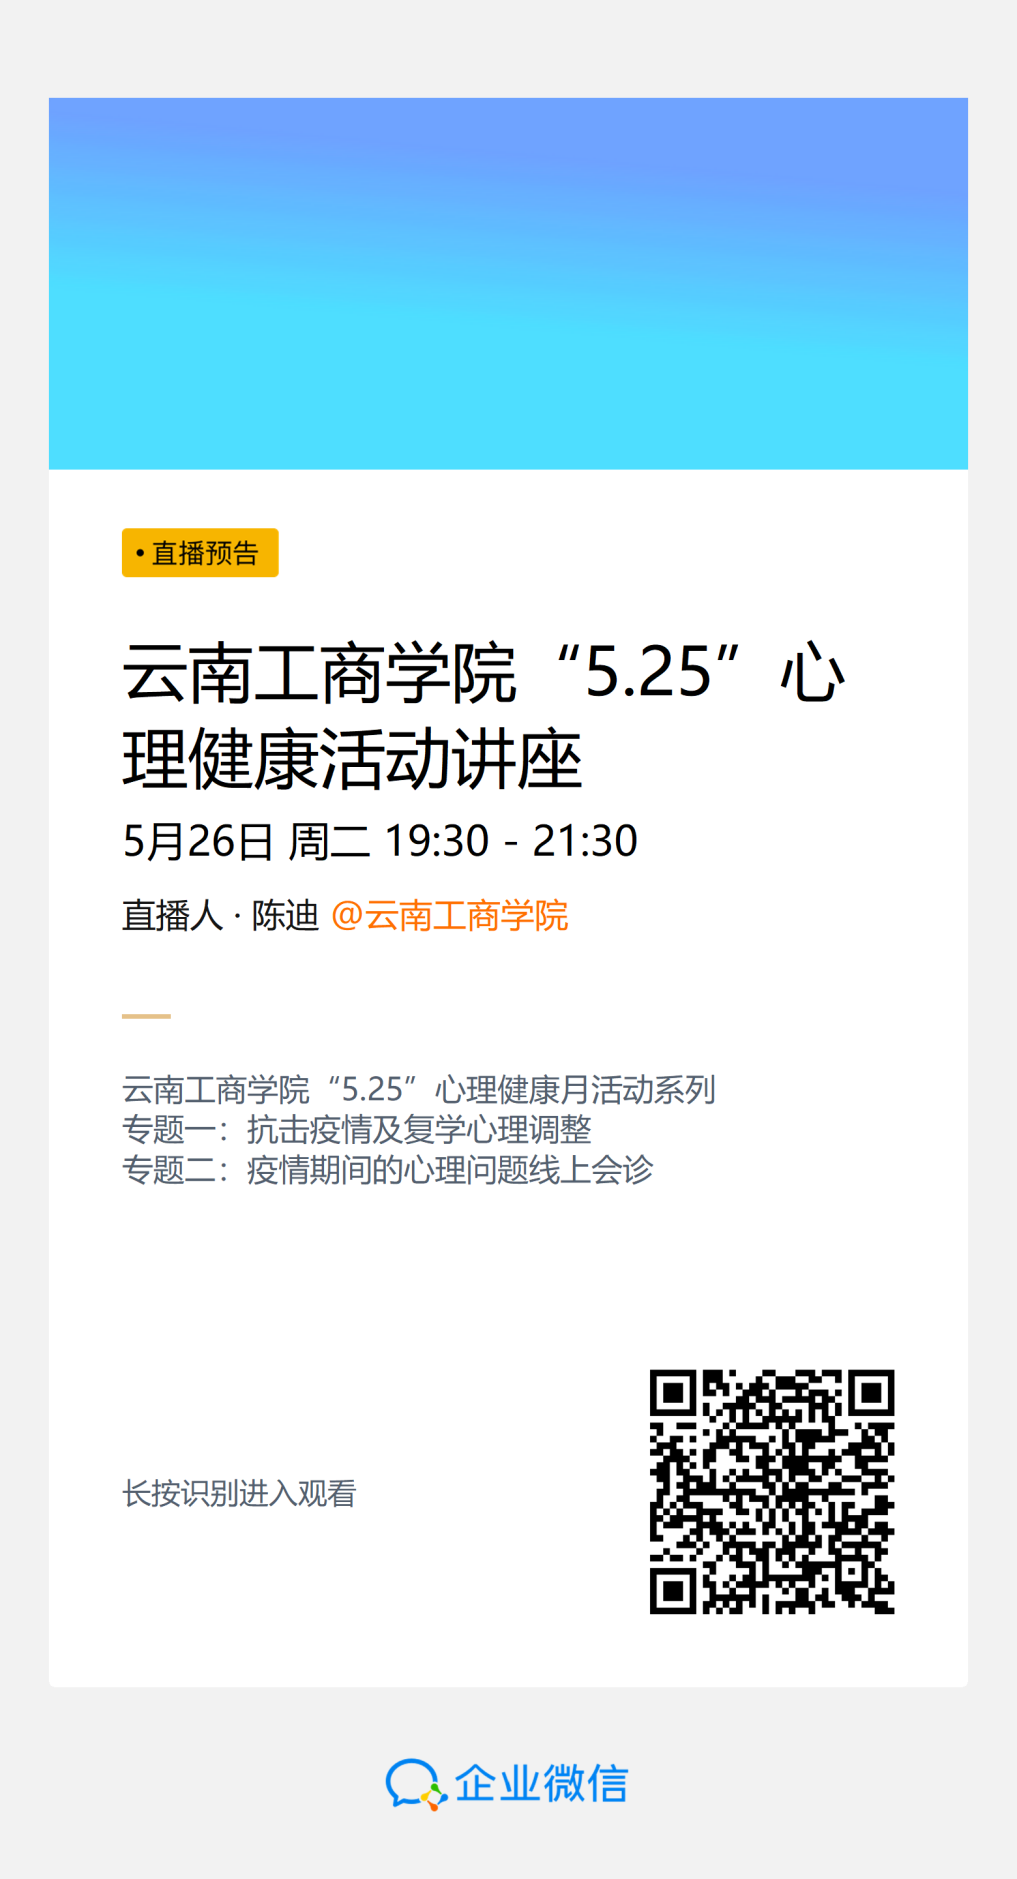 • 直播预告
云南工商学院“5.25”心
理健康活动讲座
5月26日 周二 19:30 - 21:30
直播人 · 陈迪 @云南工商学院
云南工商学院“5.25”心理健康月活动系列
专题一：抗击疫情及复学心理调整
专题二：疫情期间的心理问题线上会诊
长按识别进入观看
企业微信